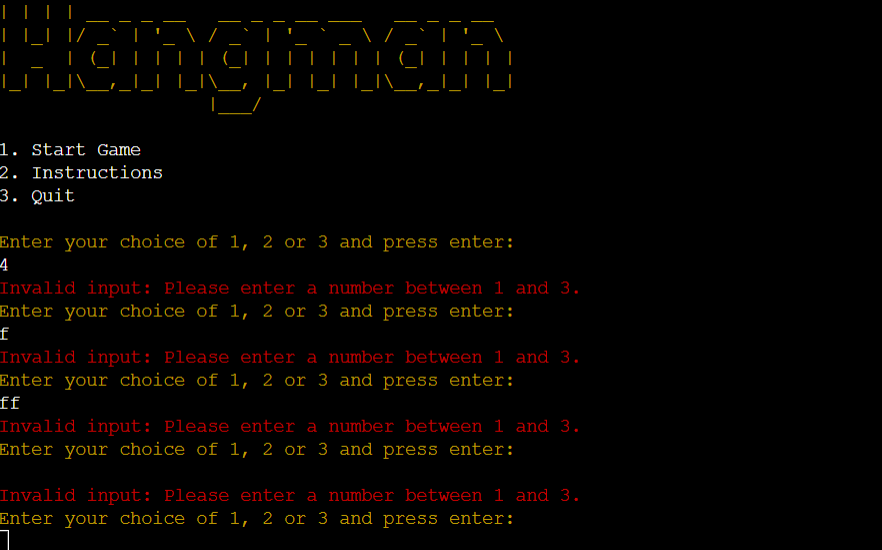 Hangman
1. Start Game
2. Instructions
3. Quit
Enter your choice of 1, 2 or 3 and press enter:
4
Invalid input: Please enter a number between 1 and 3.
Enter your choice of 1, 2 or 3 and press enter:
f
Invalid input: Please enter a number between 1 and 3.
Enter your choice of 1, 2 or 3 and press enter:
ff
Invalid input: Please enter a number between 1 and 3.
Enter your choice of 1, 2 or 3 and press enter:
Invalid input: Please enter a number between 1 and 3.
Enter your choice of 1, 2 or 3 and press enter: